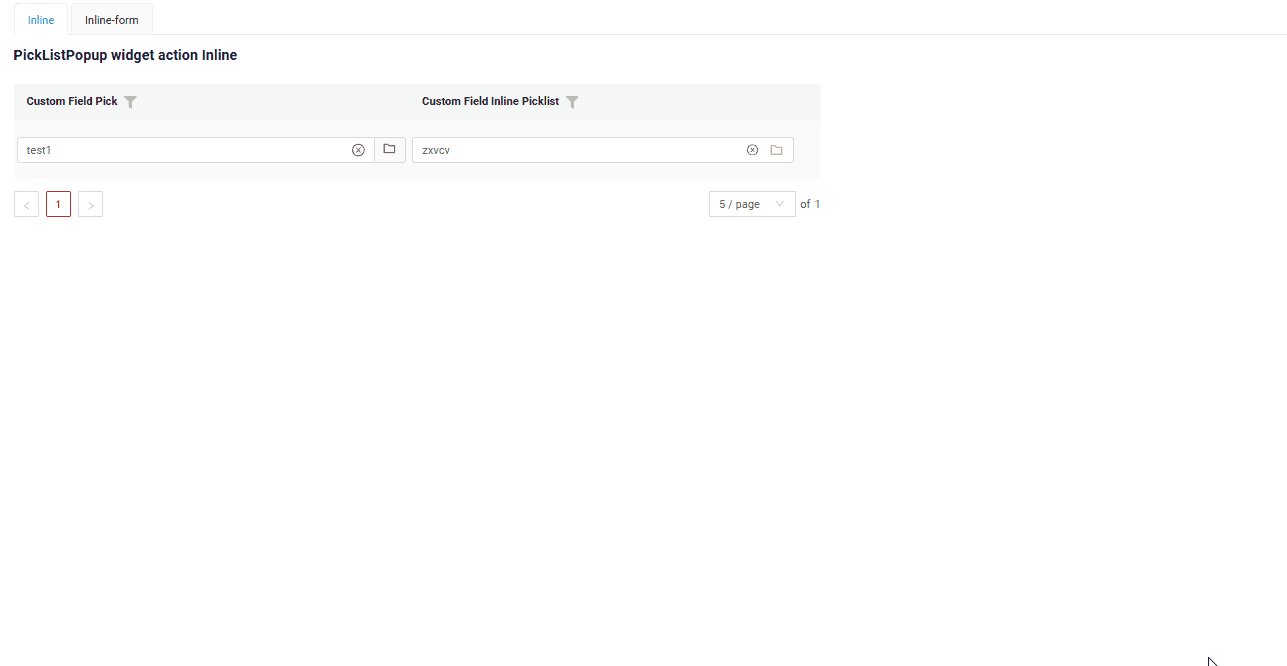 Inline Inline-form
PickListPopup widget action Inline
Custom Field Pick Custom Field Inline Picklist
test1 zxvcv
< 1 > 5 / page of 1